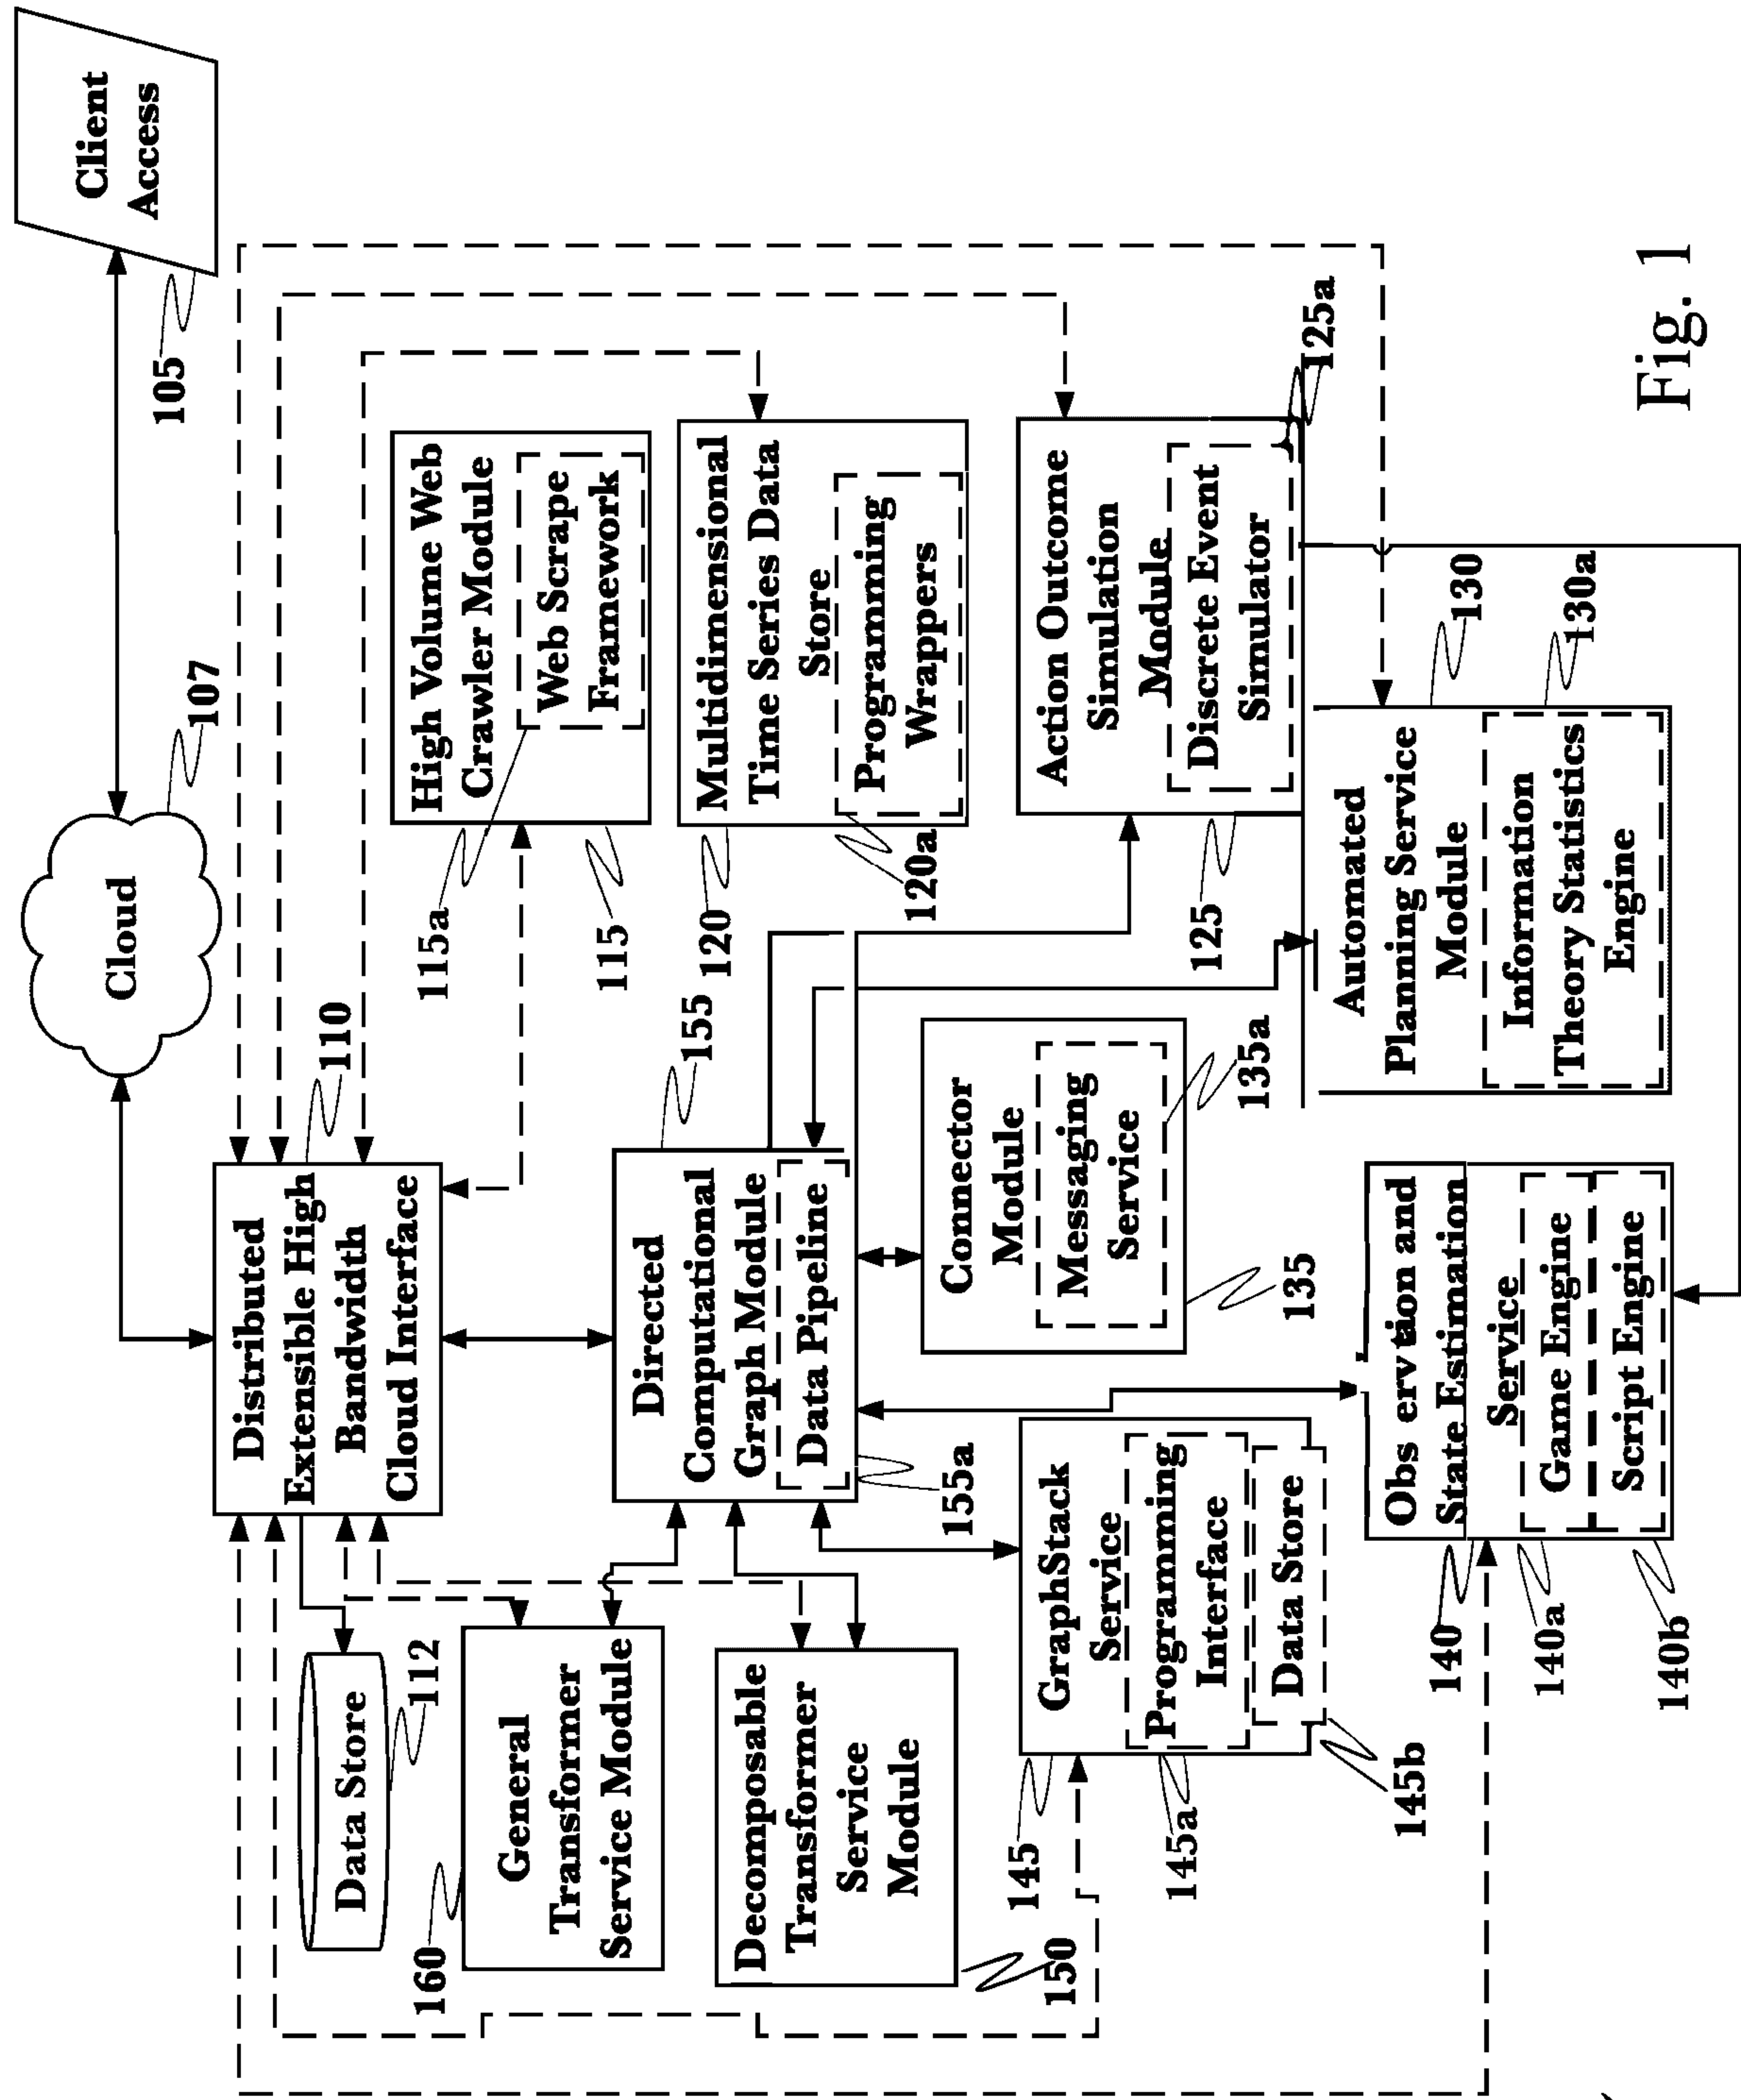 Client
Access
105
Cloud
107
Distributed
Extensible High
Bandwidth
Cloud Interface
110
Data Store
112
High Volume Web
Crawler Module
Web Scrape
Framework
115a
115
Multidimensional
Time Series Data
Store
Programming
Wrappers
120
120a
Action Outcome
Simulation
Module
Discrete Event
Simulator
125
125a
Automated
Planning Service
Module
Information
Theory Statistics
Engine
130
130a
Directed
Computational
Graph Module
Data Pipeline
155
155a
Connector
Module
Messaging
Service
135a
135
General
Transformer
Service Module
160
Decomposable
Transformer
Service
Module
150
GraphStack
Service
Programming
Interface
Data Store
145
145a
145b
Obs ervtion and
State Estimation
Service
Game Engine
Script Engine
140
140a
140b
Fig. 1